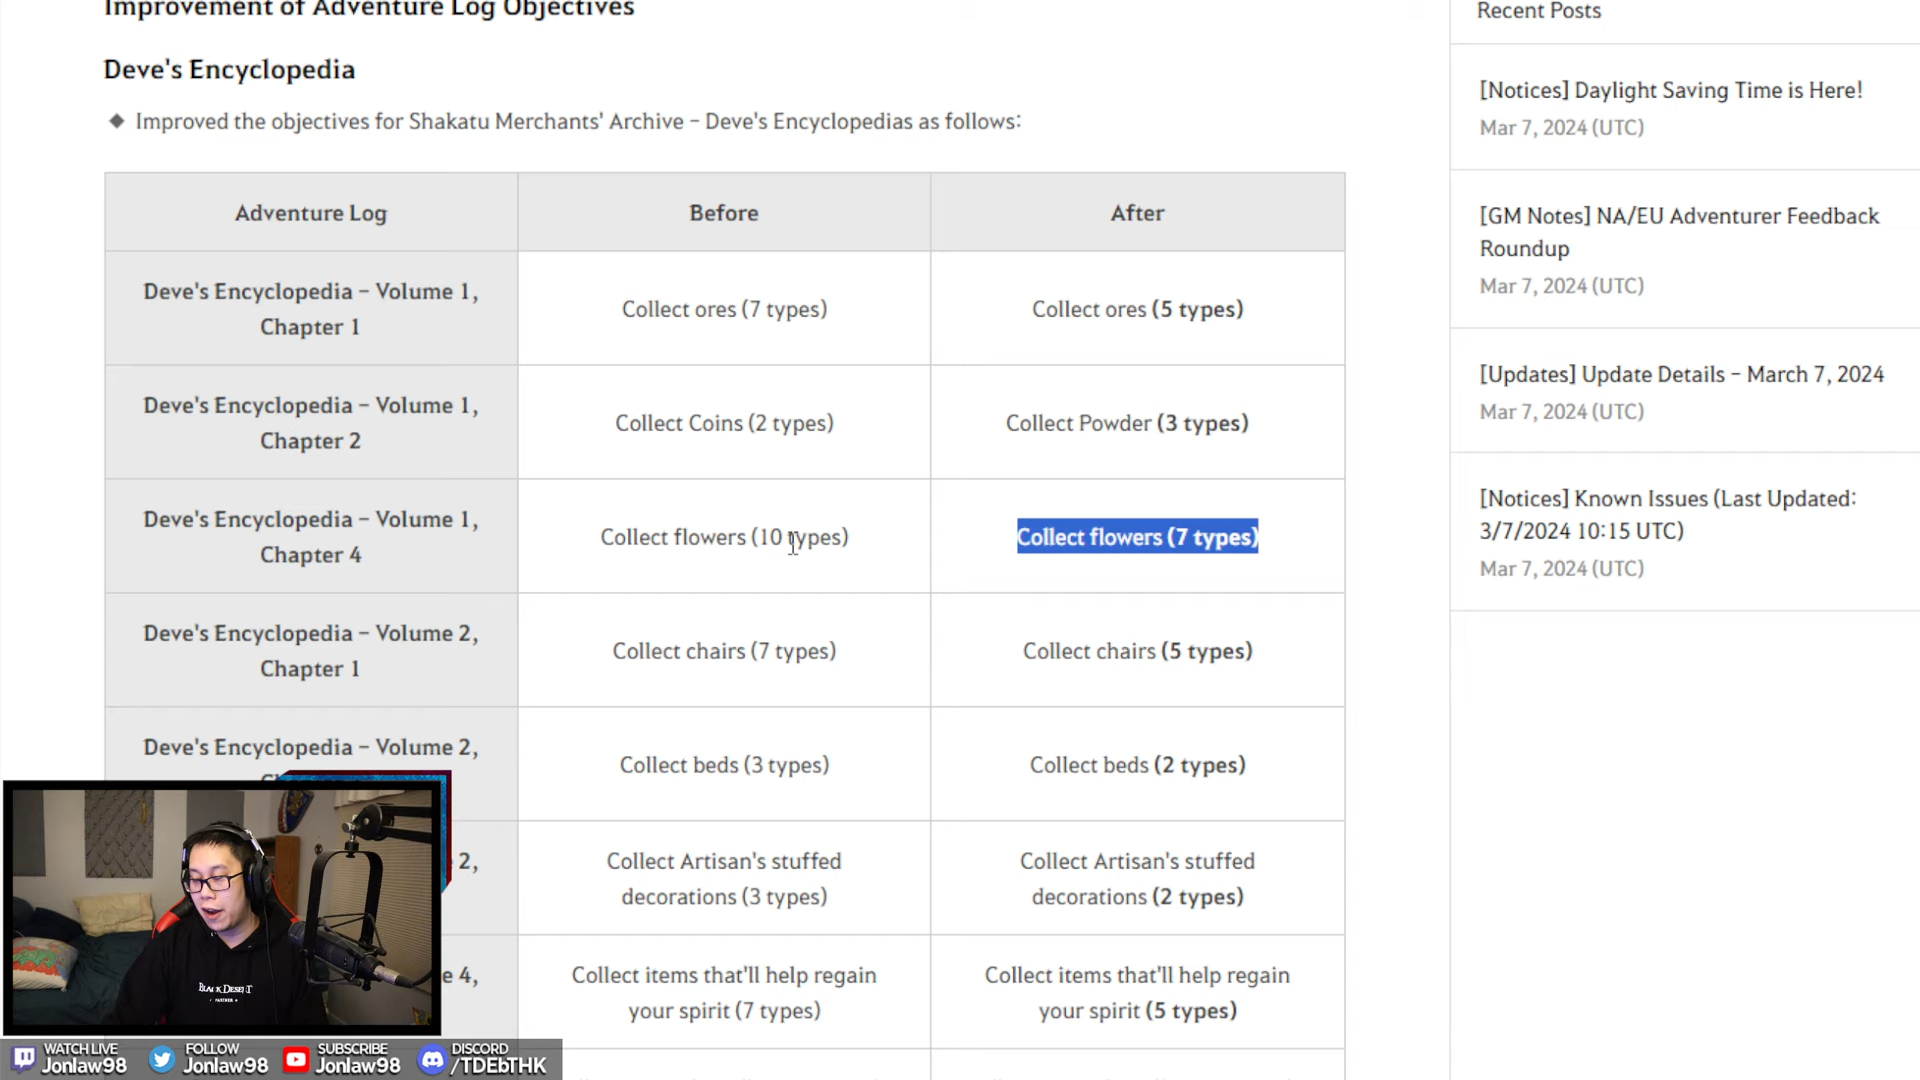 Improvement of Adventure Log Objectives
Deve's Encyclopedia
◆ Improved the objectives for Shakatu Merchants' Archive – Deve's Encyclopedias as follows:
Adventure Log Before After
Deve's Encyclopedia – Volume 1,
Chapter 1
Collect ores (7 types)
Collect ores (5 types)
Deve's Encyclopedia – Volume 1,
Chapter 2
Collect Coins (2 types)
Collect Powder (3 types)
Deve's Encyclopedia – Volume 1,
Chapter 4
Collect flowers (10 types)
Collect flowers (7 types)
Deve's Encyclopedia – Volume 2,
Chapter 1
Collect chairs (7 types)
Collect chairs (5 types)
Deve's Encyclopedia – Volume 2,
Collect beds (3 types)
Collect beds (2 types)
2,
Collect Artisan's stuffed
decorations (3 types)
Collect Artisan's stuffed
decorations (2 types)
e 4,
Collect items that'll help regain
your spirit (7 types)
Collect items that'll help regain
your spirit (5 types)
Recent Posts
[Notices] Daylight Saving Time is Here!
Mar 7, 2024 (UTC)
[GM Notes] NA/EU Adventurer Feedback
Roundup
Mar 7, 2024 (UTC)
[Updates] Update Details – March 7, 2024
Mar 7, 2024 (UTC)
[Notices] Known Issues (Last Updated:
3/7/2024 10:15 UTC)
Mar 7, 2024 (UTC)
BLACK DESERT
PARTNER
WATCH LIVE
Jonlaw98
FOLLOW
Jonlaw98
SUBSCRIBE
Jonlaw98
DISCORD
/TDEbTHK